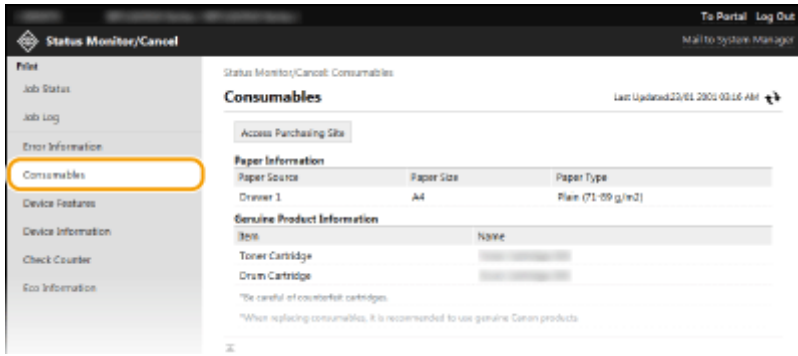 To Portal Log Out
Status Monitor/Cancel
Mail to System Manager
Print
Job Status
Job Log
Error Information
Consumables
Device Features
Device Information
Check Counter
Eco Information
Status Monitor/Cancel: Consumables
Consumables
Last Updated:23/01 2001 03:16 AM
Access Purchasing Site
Paper Information
Paper Source Paper Size Paper Type
Drawer 1 A4 Plain (71-89 g/m2)
Genuine Product Information
Item Name
Toner Cartridge
Drum Cartridge
*Be careful of counterfeit cartridges.
*When replacing consumables, it is recommended to use genuine Canon products.